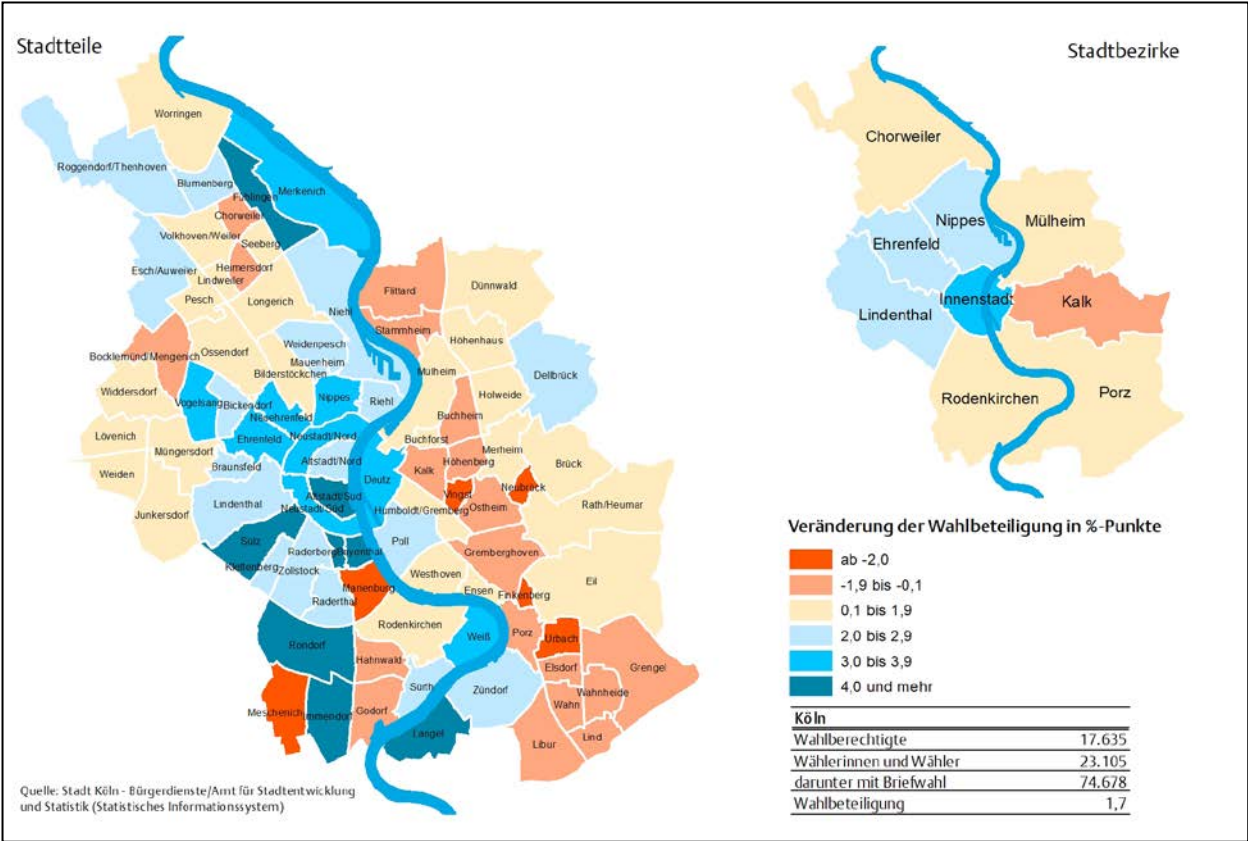 Stadtteile
Worringen
Roggendorf/Thenhoven
Blumenberg
Fühlingen
Merkenich
Chorweiler
Volkhoven/Weiler
Seeberg
Esch/Auweiler
Heimersdorf
Lindweiler
Pesch
Longerich
Niehl
Flittard
Dünnwald
Stammheim
Höhenhaus
Weidenpesch
Ossendorf
Bocklemünd/Mengenich
Mauenheim
Bilderstöckchen
Mülheim
Dellbrück
Widdersdorf
Vogelsang
Bickendorf
Nippes
Riehl
Holweide
Neuehrenfeld
Buchheim
Lövenich
Ehrenfeld
Neustadt/Nord
Buchforst
Müngersdorf
Merheim
Altstadt/Nord
Höhenberg
Brück
Weiden
Braunsfeld
Kalk
Deutz
Neubrück
Vingst
Altstadt/Süd
Lindenthal
Neustadt/Süd
Humboldt/Gremberg
Ostheim
Rath/Heumar
Junkersdorf
Sülz
Raderberg
Bayenthal
Poll
Gremberghoven
Klettenberg
Zollstock
Westhoven
Eil
Marienburg
Raderthal
Ensen
Finkenberg
Rodenkirchen
Weiß
Porz
Urbach
Rondorf
Hahnwald
Elsdorf
Grengel
Sürth
Zündorf
Wahnheide
Wahn
Meschenich
Immendorf
Godorf
Langel
Libur
Lind
Quelle: Stadt Köln - Bürgerdienste/Amt für Stadtentwicklung
und Statistik (Statistisches Informationssystem)
Stadtbezirke
Chorweiler
Nippes
Mülheim
Ehrenfeld
Innenstadt
Kalk
Lindenthal
Rodenkirchen
Porz
Veränderung der Wahlbeteiligung in %-Punkte
ab -2,0
-1,9 bis -0,1
0,1 bis 1,9
2,0 bis 2,9
3,0 bis 3,9
4,0 und mehr
Köln
Wahlberechtigte 17.635
Wählerinnen und Wähler 23.105
darunter mit Briefwahl 74.678
Wahlbeteiligung 1,7